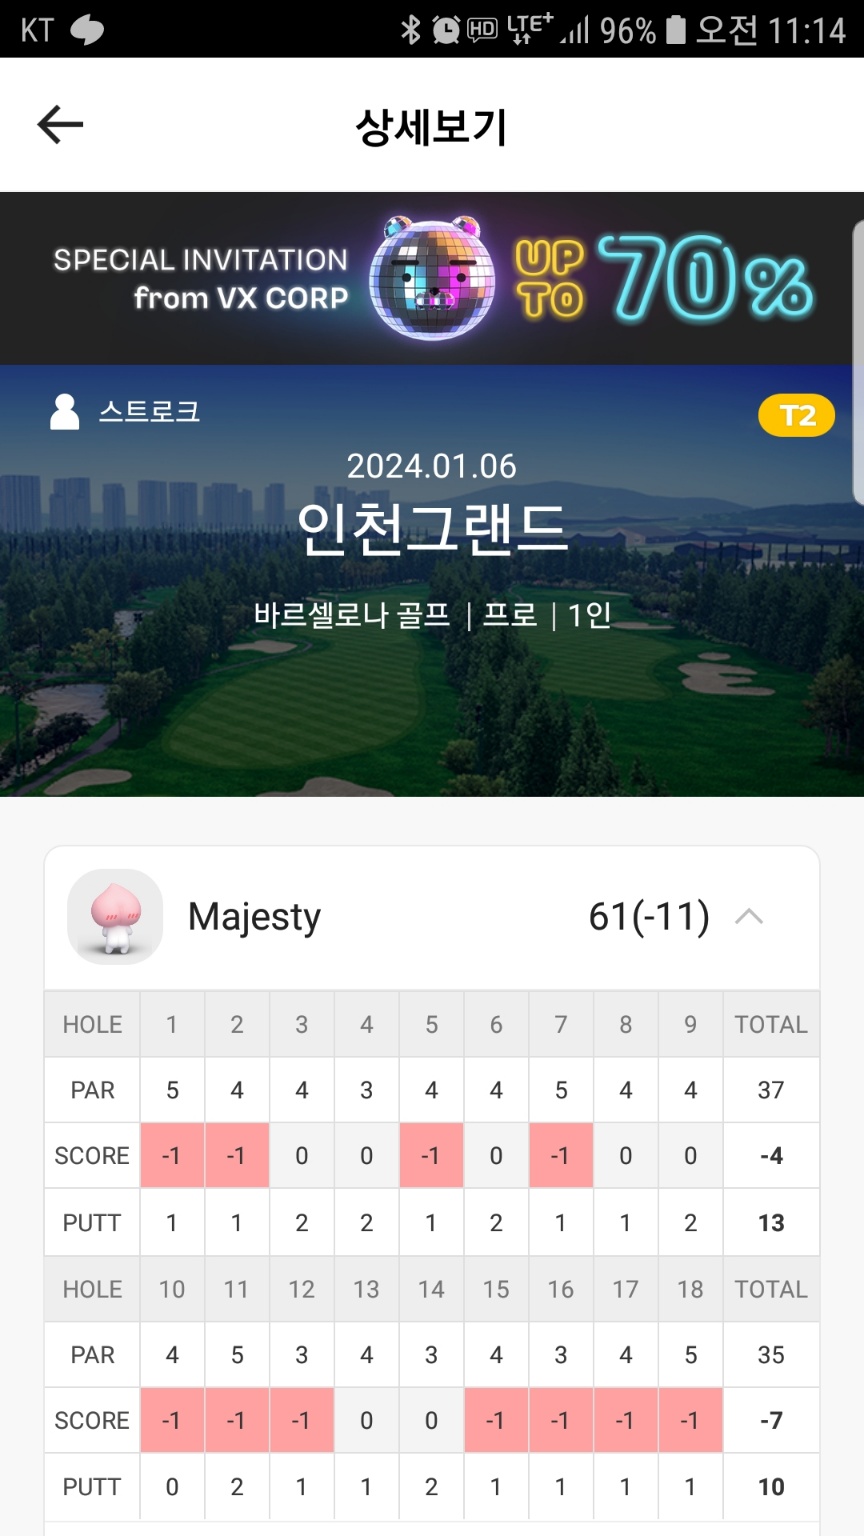 KT HD LTE+ 96% 오전 11:14
상세보기
SPECIAL INVITATION
from VX CORP
UP
TO
70%
스트로크
T2
2024.01.06
인천그랜드
바르셀로나 골프 | 프로 | 1인
Majesty 61(-11)
HOLE 1 2 3 4 5 6 7 8 9 TOTAL
PAR 5 4 4 3 4 4 5 4 4 37
SCORE -1 -1 0 0 -1 0 -1 0 0 -4
PUTT 1 1 2 2 1 2 1 1 2 13
HOLE 10 11 12 13 14 15 16 17 18 TOTAL
PAR 4 5 3 4 3 4 3 4 5 35
SCORE -1 -1 -1 0 0 -1 -1 -1 -1 -7
PUTT 0 2 1 1 2 1 1 1 1 10